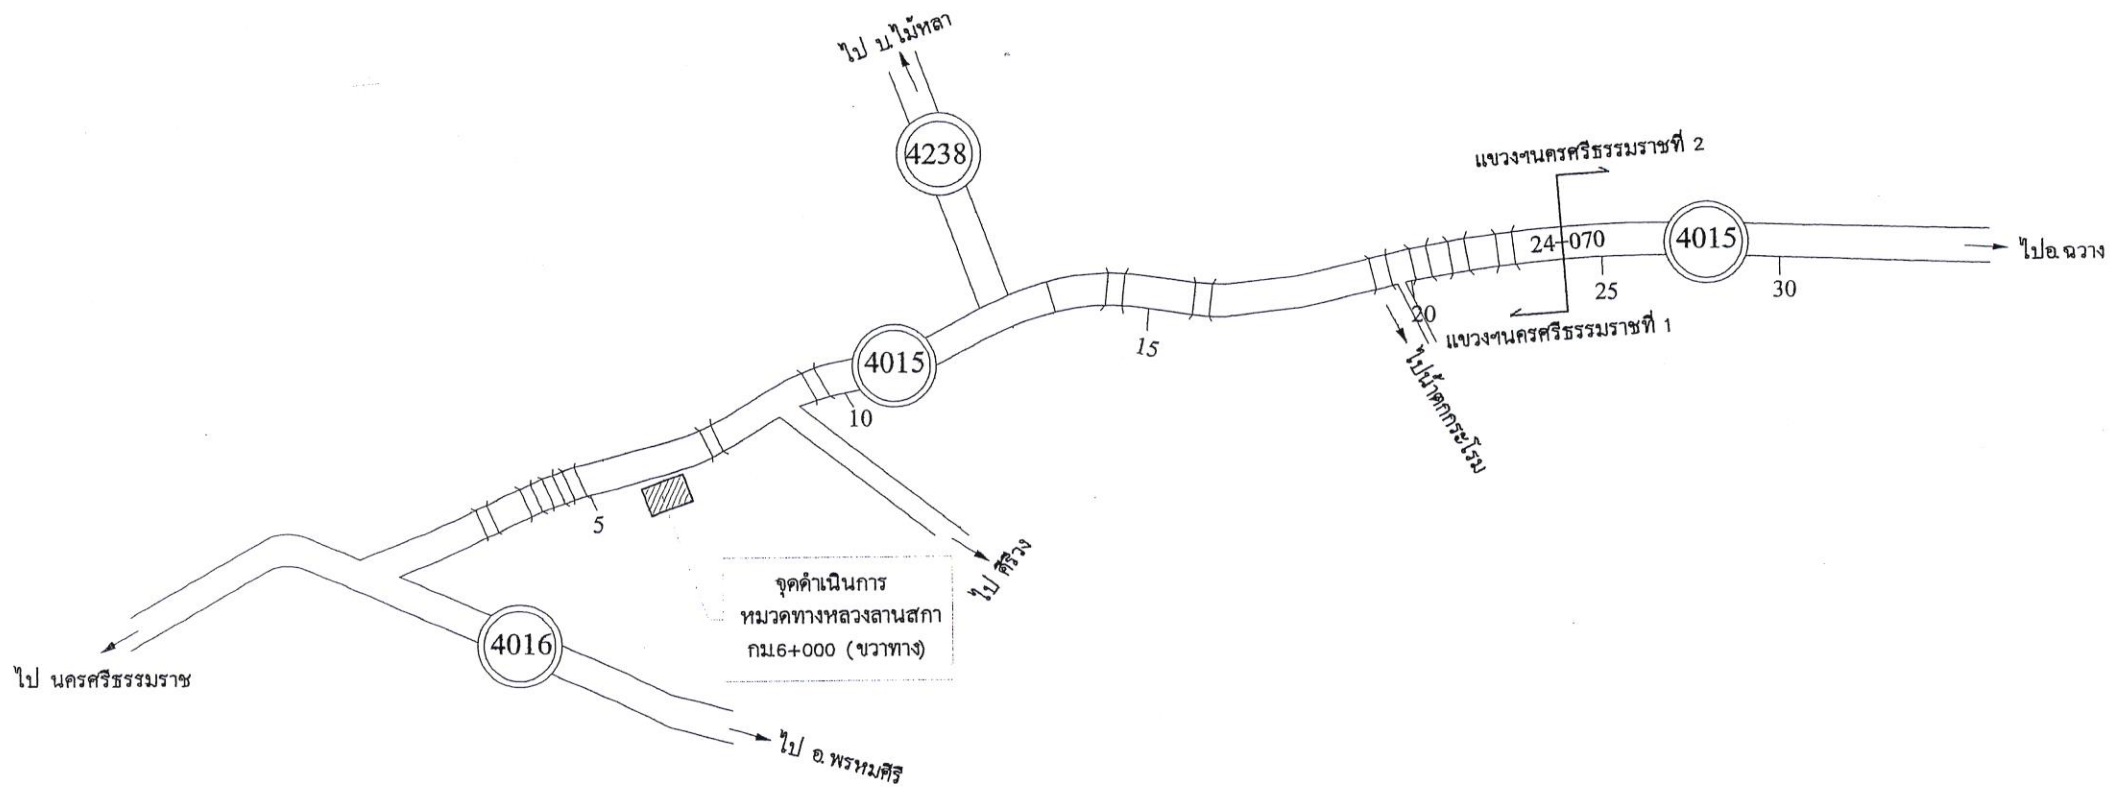 ไป บ.ไม้หลา
4238
แขวงฯนครศรีธรรมราชที่ 2
24+070
4015
ไปอ.ฉวาง
25
30
20
แขวงฯนครศรีธรรมราชที่ 1
15
ไปน้ำตกกระโรม
4015
10
5
ไป คีรีวง
จุดดำเนินการ
หมวดทางหลวงลานสกา
กม.6+000 (ขวาทาง)
4016
ไป นครศรีธรรมราช
ไป อ.พรหมคีรี